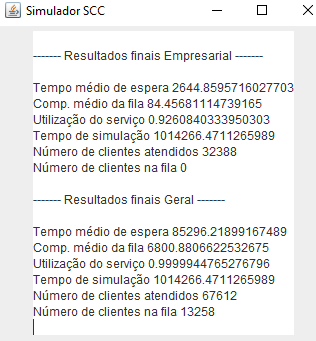 Simulador SCC
------- Resultados finais Empresarial -------
Tempo médio de espera 2644.8595716027703
Comp. médio da fila 84.45681114739165
Utilização do serviço 0.9260840333950303
Tempo de simulação 1014266.4711265989
Número de clientes atendidos 32388
Número de clientes na fila 0
------- Resultados finais Geral -------
Tempo médio de espera 85296.21899167489
Comp. médio da fila 6800.8806622532675
Utilização do serviço 0.9999944765276796
Tempo de simulação 1014266.4711265989
Número de clientes atendidos 67612
Número de clientes na fila 13258